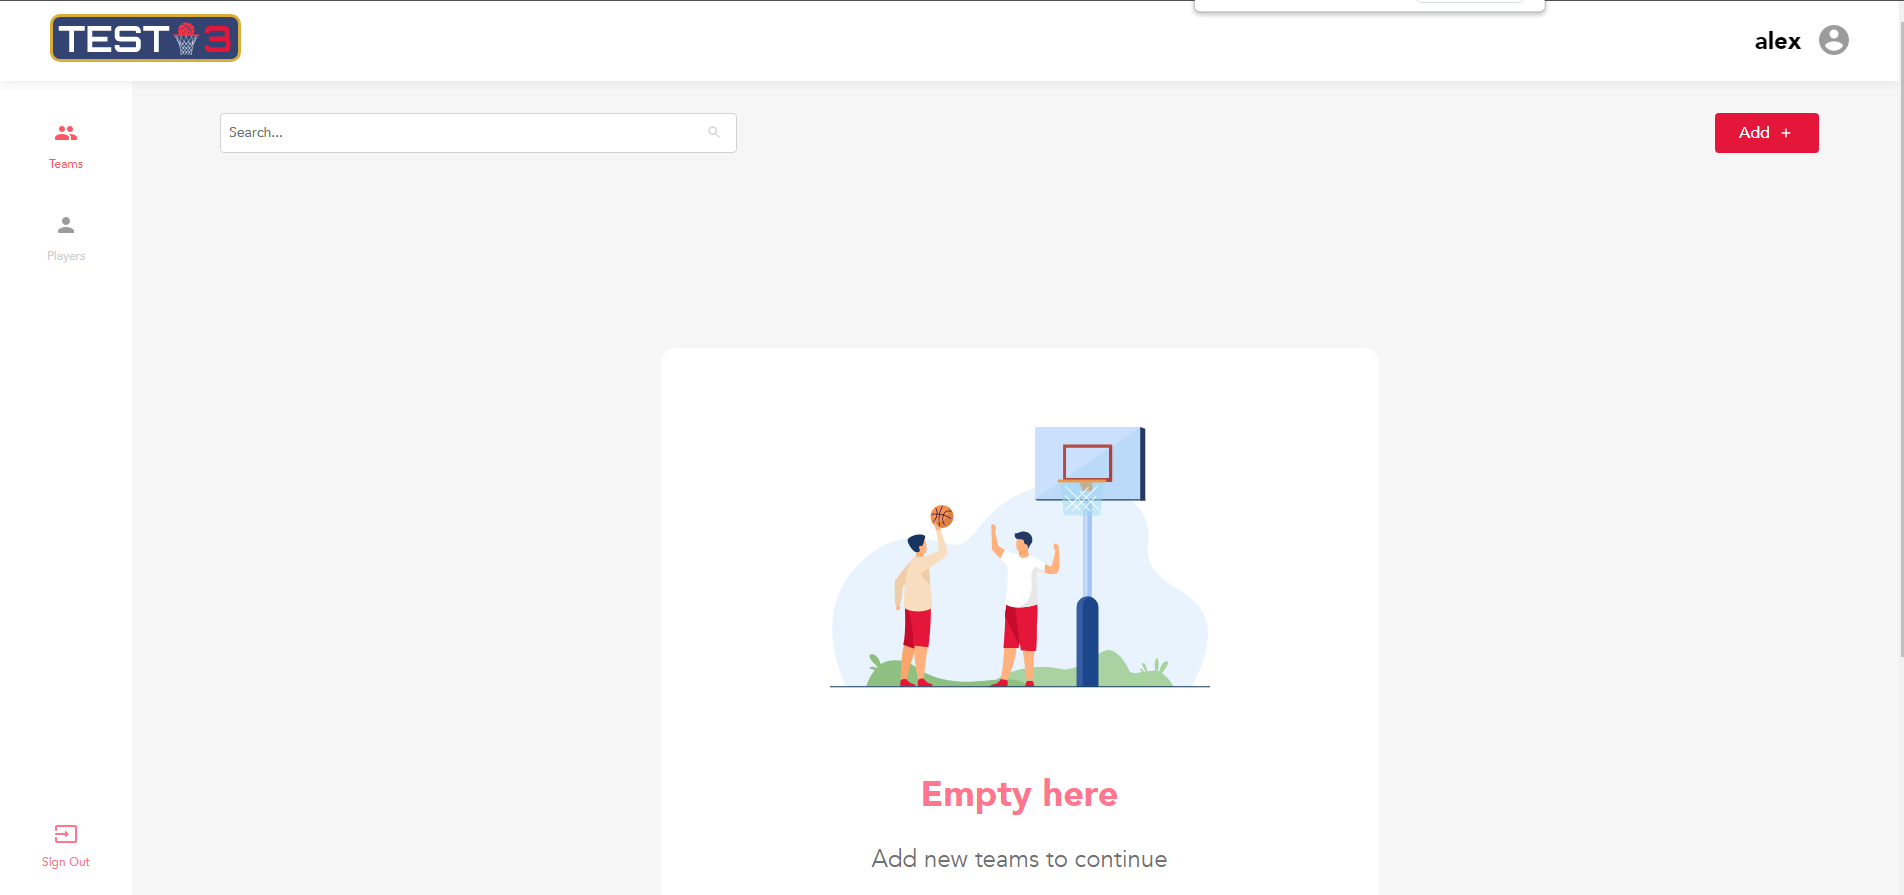 TEST 3
alex
Search...
Add +
Teams
Players
Empty here
Add new teams to continue
Sign Out